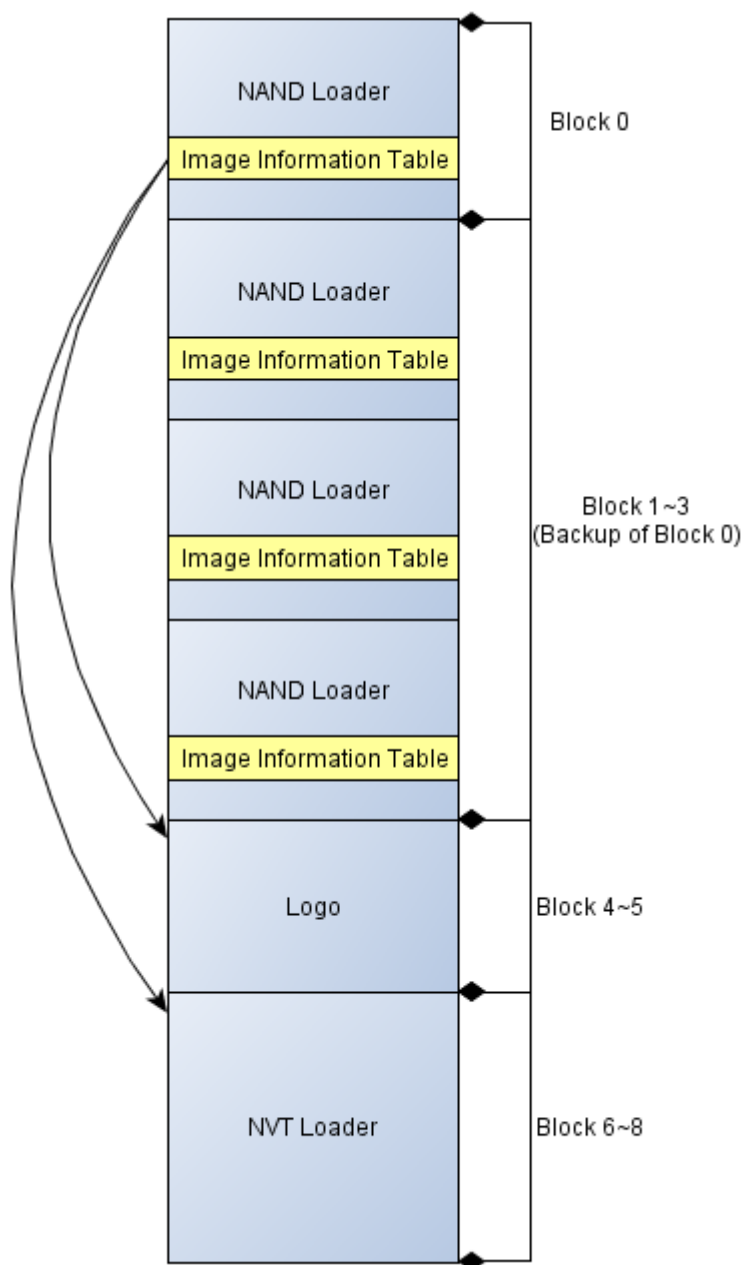 NAND Loader
Block 0
Image Information Table
NAND Loader
Image Information Table
NAND Loader
Block 1~3
(Backup of Block 0)
Image Information Table
NAND Loader
Image Information Table
Logo
Block 4~5
NVT Loader
Block 6~8